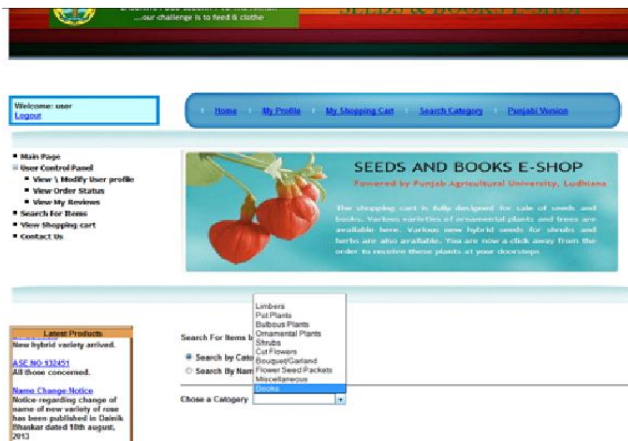 ...our challenge is to feed & clothe
SEEDS & BOOKS E-SHOP
Welcome: user
Logout
Home
My Profile
My Shopping Cart
Search Category
Punjabi Version
Main Page
User Control Panel
View \ Modify User profile
View Order Status
View My Reviews
Search For Items
View Shopping cart
Contact Us
SEEDS AND BOOKS E-SHOP
Powered by Punjab Agricultural University, Ludhiana
The shopping cart is fully designed for sale of seeds and
books. Various varieties of ornamental plants and trees are
available here. Various new hybrid seeds for shrubs and
herbs are also available. You are now a click away from the
order to receive these plants at your doorsteps
Latest Products
New hybrid variety arrived.
ASE NO 132451
All those concerned.
Name Change Notice
Notice regarding change of
name of new variety of rose
has been published in Dainik
Bhaskar dated 10th august,
2013
Search For Items b
Search by Cate
Search By Nam
Chose a Catogery
Limbers
Put Plants
Bulbous Plants
Ornamental Plants
Shrubs
Cut Flowers
Bouquet/Garland
Flower Seed Packets
Miscellaneous
Books